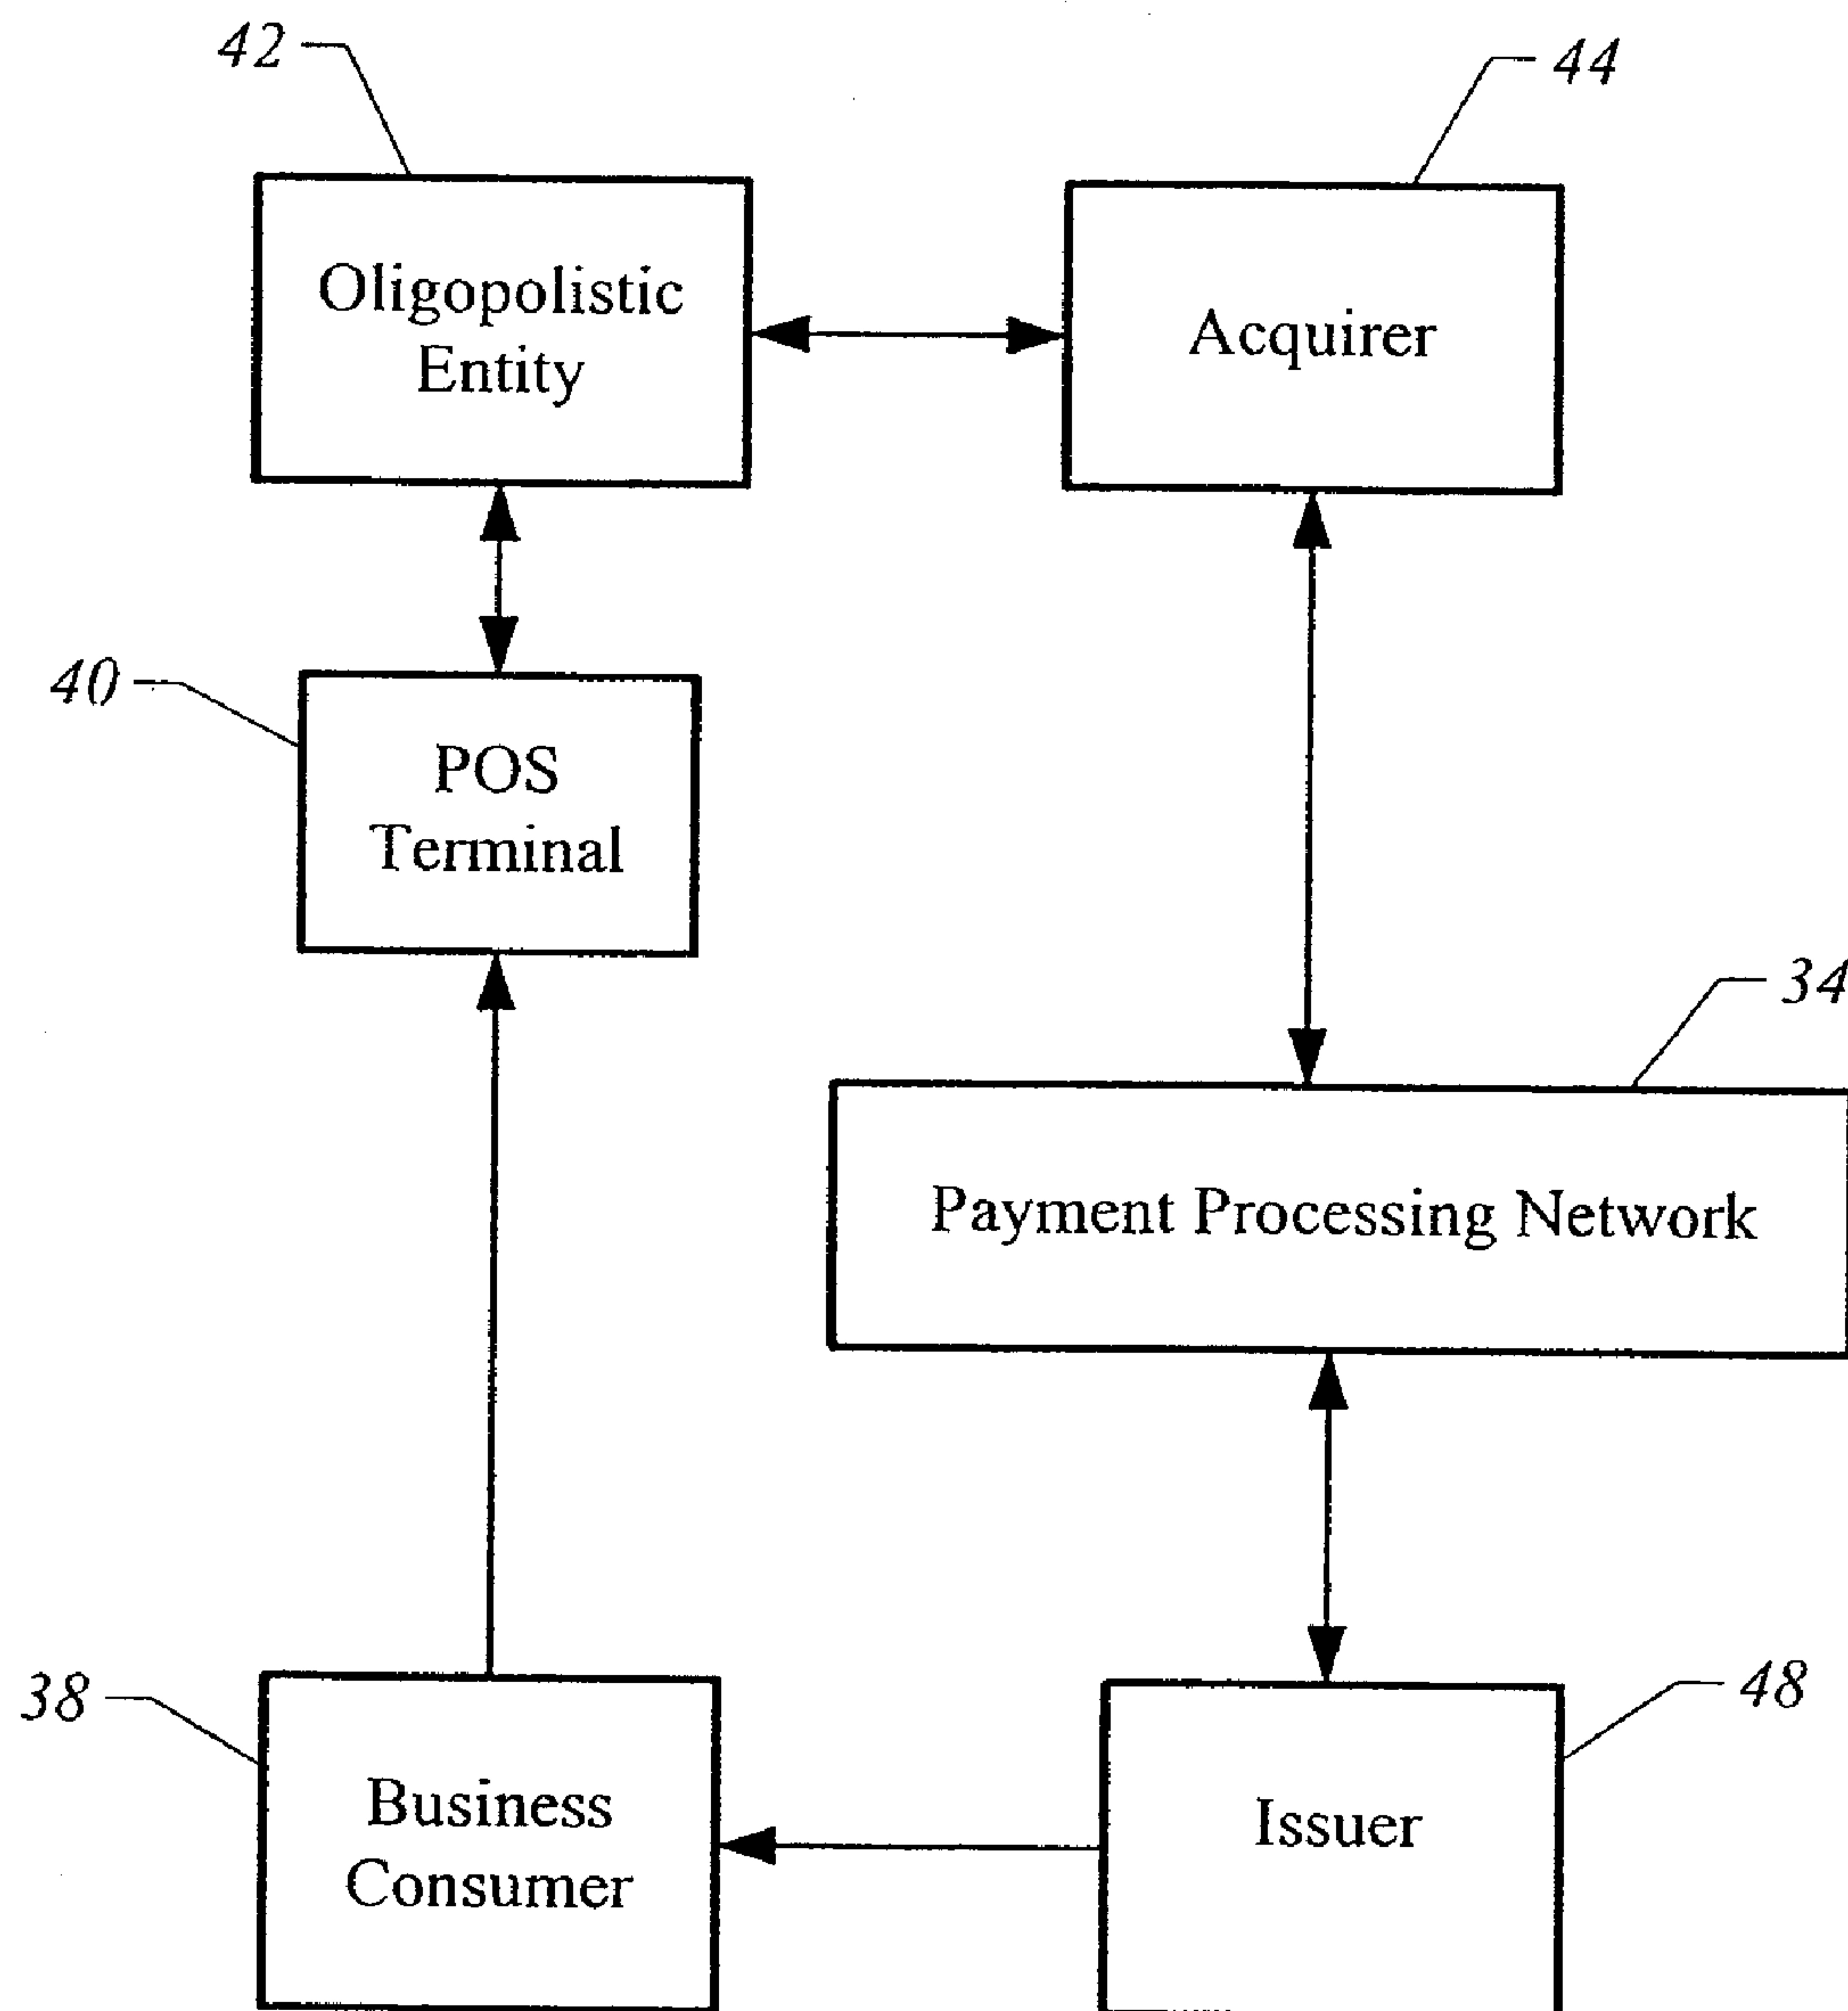 42
44
Oligopolistic
Entity
Acquirer
40
POS
Terminal
34
Payment Processing Network
38
48
Business
Consumer
Issuer